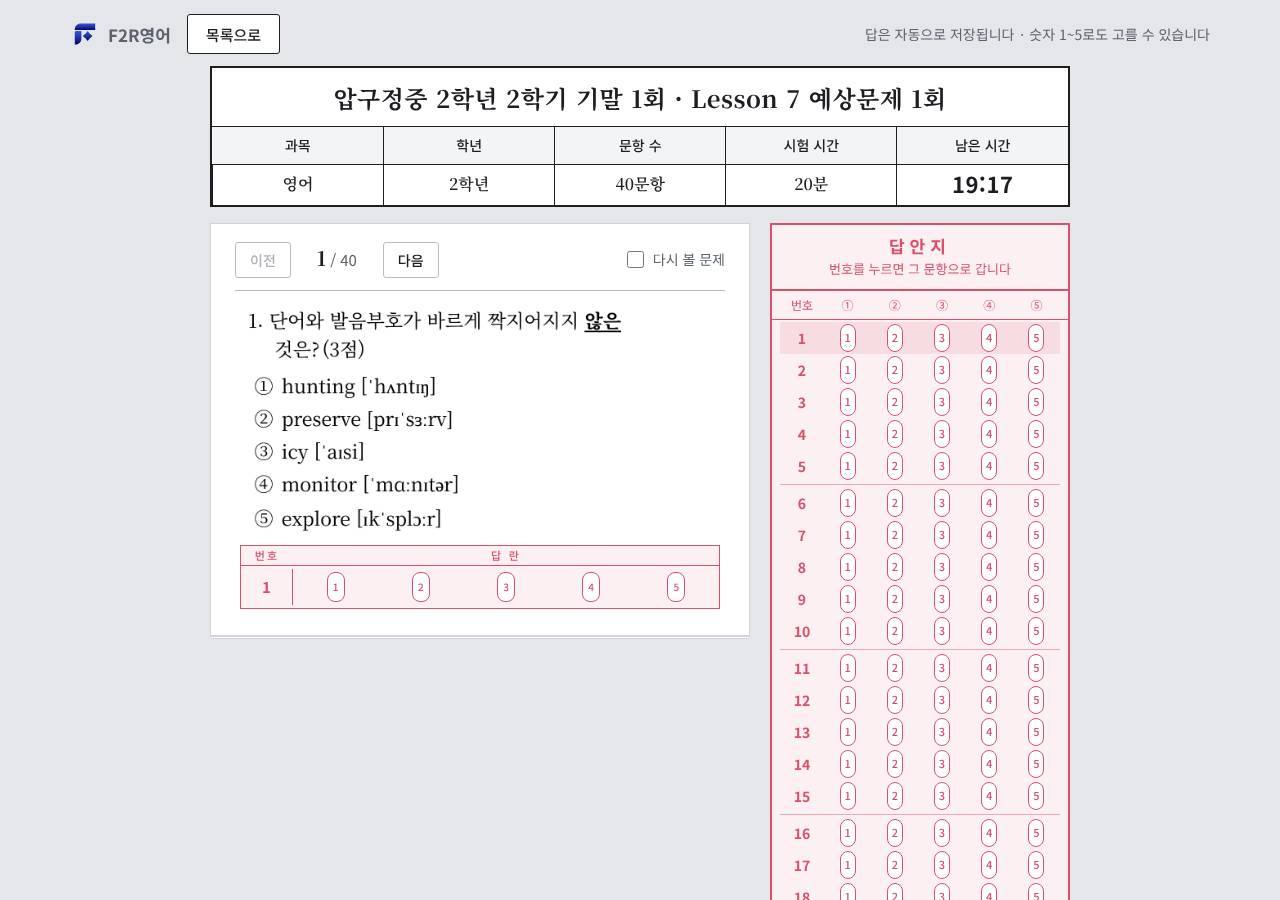 F2R영어
목록으로
답은 자동으로 저장됩니다 · 숫자 1~5로도 고를 수 있습니다
압구정중 2학년 2학기 기말 1회 · Lesson 7 예상문제 1회
과목 학년 문항 수 시험 시간 남은 시간
영어 2학년 40문항 20분 19:17
이전 1 / 40 다음 다시 볼 문제
1. 단어와 발음부호가 바르게 짝지어지지 않은
것은? (3점)
① hunting [ˈhʌntɪŋ]
② preserve [prɪˈsɜːrv]
③ icy [ˈaɪsi]
④ monitor [ˈmɑːnɪtər]
⑤ explore [ɪkˈsplɔːr]
번호 답 란
1 1 2 3 4 5
답 안 지
번호를 누르면 그 문항으로 갑니다
번호 ① ② ③ ④ ⑤
1 1 2 3 4 5
2 1 2 3 4 5
3 1 2 3 4 5
4 1 2 3 4 5
5 1 2 3 4 5
6 1 2 3 4 5
7 1 2 3 4 5
8 1 2 3 4 5
9 1 2 3 4 5
10 1 2 3 4 5
11 1 2 3 4 5
12 1 2 3 4 5
13 1 2 3 4 5
14 1 2 3 4 5
15 1 2 3 4 5
16 1 2 3 4 5
17 1 2 3 4 5
18 1 2 3 4 5